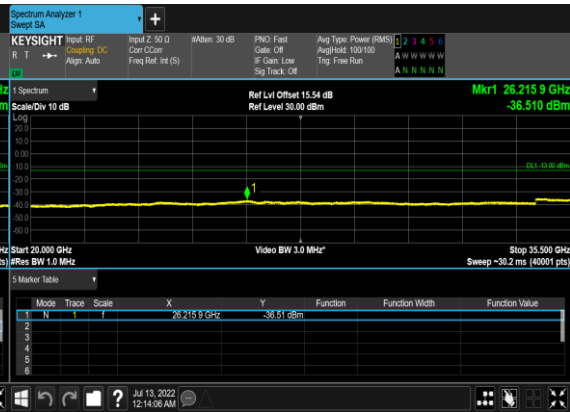 Spectrum Analyzer 1
Swept SA
+
KEYSIGHT
R T
LXI
Input: RF
Coupling: DC
Align: Auto
Input Z: 50 Ω
Corr CCorr
Freq Ref: Int (S)
#Atten: 30 dB
PNO: Fast
Gate: Off
IF Gain: Low
Sig Track: Off
Avg Type: Power (RMS)
Avg|Hold: 100/100
Trig: Free Run
1 2 3 4 5 6
A W W W W W
A N N N N N
1 Spectrum
Scale/Div 10 dB
Ref Lvl Offset 15.54 dB
Ref Level 30.00 dBm
Mkr1 26.215 9 GHz
-36.510 dBm
Log
20.0
10.0
0.00
-10.0
DL1 -13.00 dBm
-20.0
-30.0
1
-40.0
-50.0
-60.0
Start 20.000 GHz
#Res BW 1.0 MHz
Video BW 3.0 MHz*
Stop 35.500 GHz
Sweep ~30.2 ms (40001 pts)
5 Marker Table
Mode Trace Scale X Y Function Function Width Function Value
1 N 1 f 26.215 9 GHz -36.51 dBm
2
3
4
5
6
?
Jul 13, 2022
12:14:06 AM